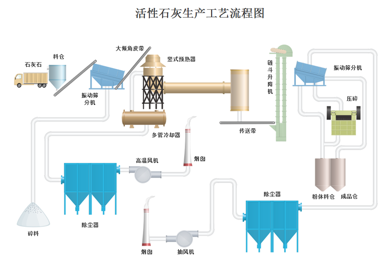 活性石灰生产工艺流程图
料仓
石灰石
大倾角皮带
竖式预热器
振动筛
分机
链斗升降机
振动筛分机
压碎
传送带
多管冷却器
高温风机
烟囱
粉体料仓
成品仓
碎料
除尘器
烟囱
抽风机
除尘器